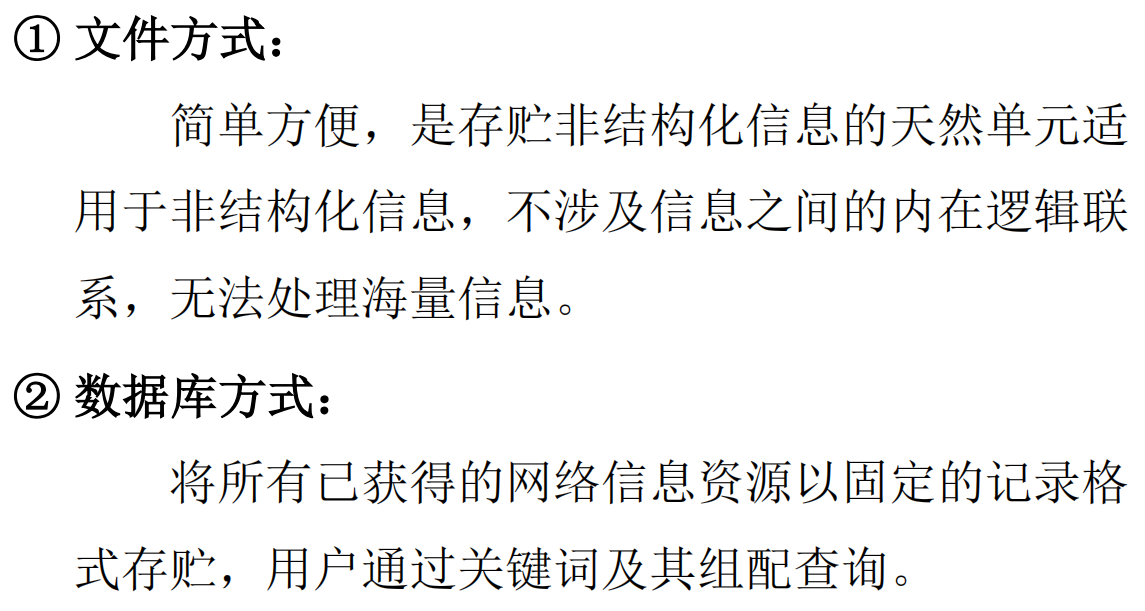 ① 文件方式：
简单方便，是存贮非结构化信息的天然单元适
用于非结构化信息，不涉及信息之间的内在逻辑联
系，无法处理海量信息。
② 数据库方式：
将所有已获得的网络信息资源以固定的记录格
式存贮，用户通过关键词及其组配查询。